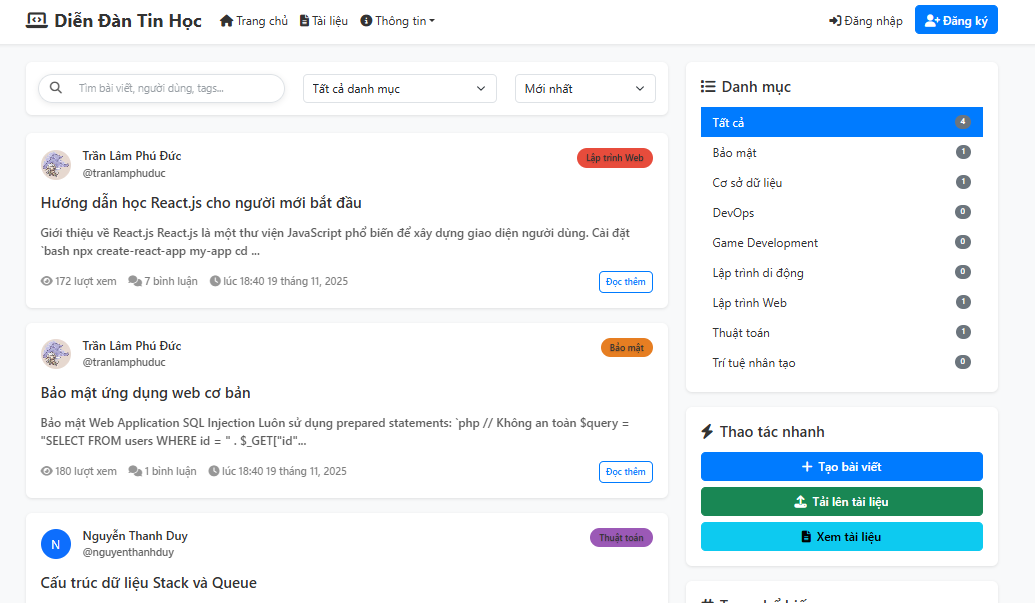 Diễn Đàn Tin Học
Trang chủ
Tài liệu
Thông tin
Đăng nhập
Đăng ký
Tìm bài viết, người dùng, tags...
Tất cả danh mục
Mới nhất
Trần Lâm Phú Đức
@tranlamphuduc
Lập trình Web
Hướng dẫn học React.js cho người mới bắt đầu
Giới thiệu về React.js React.js là một thư viện JavaScript phổ biến để xây dựng giao diện người dùng. Cài đặt
`bash npx create-react-app my-app cd ...
172 lượt xem 7 bình luận lúc 18:40 19 tháng 11, 2025
Đọc thêm
Trần Lâm Phú Đức
@tranlamphuduc
Bảo mật
Bảo mật ứng dụng web cơ bản
Bảo mật Web Application SQL Injection Luôn sử dụng prepared statements: `php // Không an toàn $query =
"SELECT FROM users WHERE id = " . $_GET["id"...
180 lượt xem 1 bình luận lúc 18:40 19 tháng 11, 2025
Đọc thêm
N
Nguyễn Thanh Duy
@nguyenthanhduy
Thuật toán
Cấu trúc dữ liệu Stack và Queue
Danh mục
Tất cả 4
Bảo mật 1
Cơ sở dữ liệu 1
DevOps 0
Game Development 0
Lập trình di động 0
Lập trình Web 1
Thuật toán 1
Trí tuệ nhân tạo 0
Thao tác nhanh
Tạo bài viết
Tải lên tài liệu
Xem tài liệu